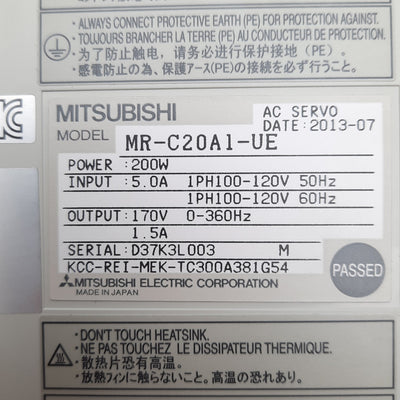 · ALWAYS CONNECT PROTECTIVE EARTH (PE) FOR PROTECTION AGAINST.
· TOUJOURS BRANCHER LA TERRE (PE) AU CONDUCTEUR DE PROTECTION.
· 为了防止触电，请务必进行保护接地（PE）。
· 感電防止の為、保護アース(PE)の接続を必ず行うこと。
MITSUBISHI
AC SERVO
DATE:2013-07
MODEL MR-C20A1-UE
POWER :200W
INPUT :5.0A 1PH100-120V 50Hz
1PH100-120V 60Hz
OUTPUT:170V 0-360Hz
1.5A
SERIAL:D37K3L003 M
KCC-REI-MEK-TC300A381G54
PASSED
MITSUBISHI ELECTRIC CORPORATION
MADE IN JAPAN
· DON'T TOUCH HEATSINK.
· NE PAS TOUCHEZ LE DISSIPATEUR THERMIQUE.
· 散热片恐有高温。
· 放熱フィンに触らないこと。高温の恐れあり。